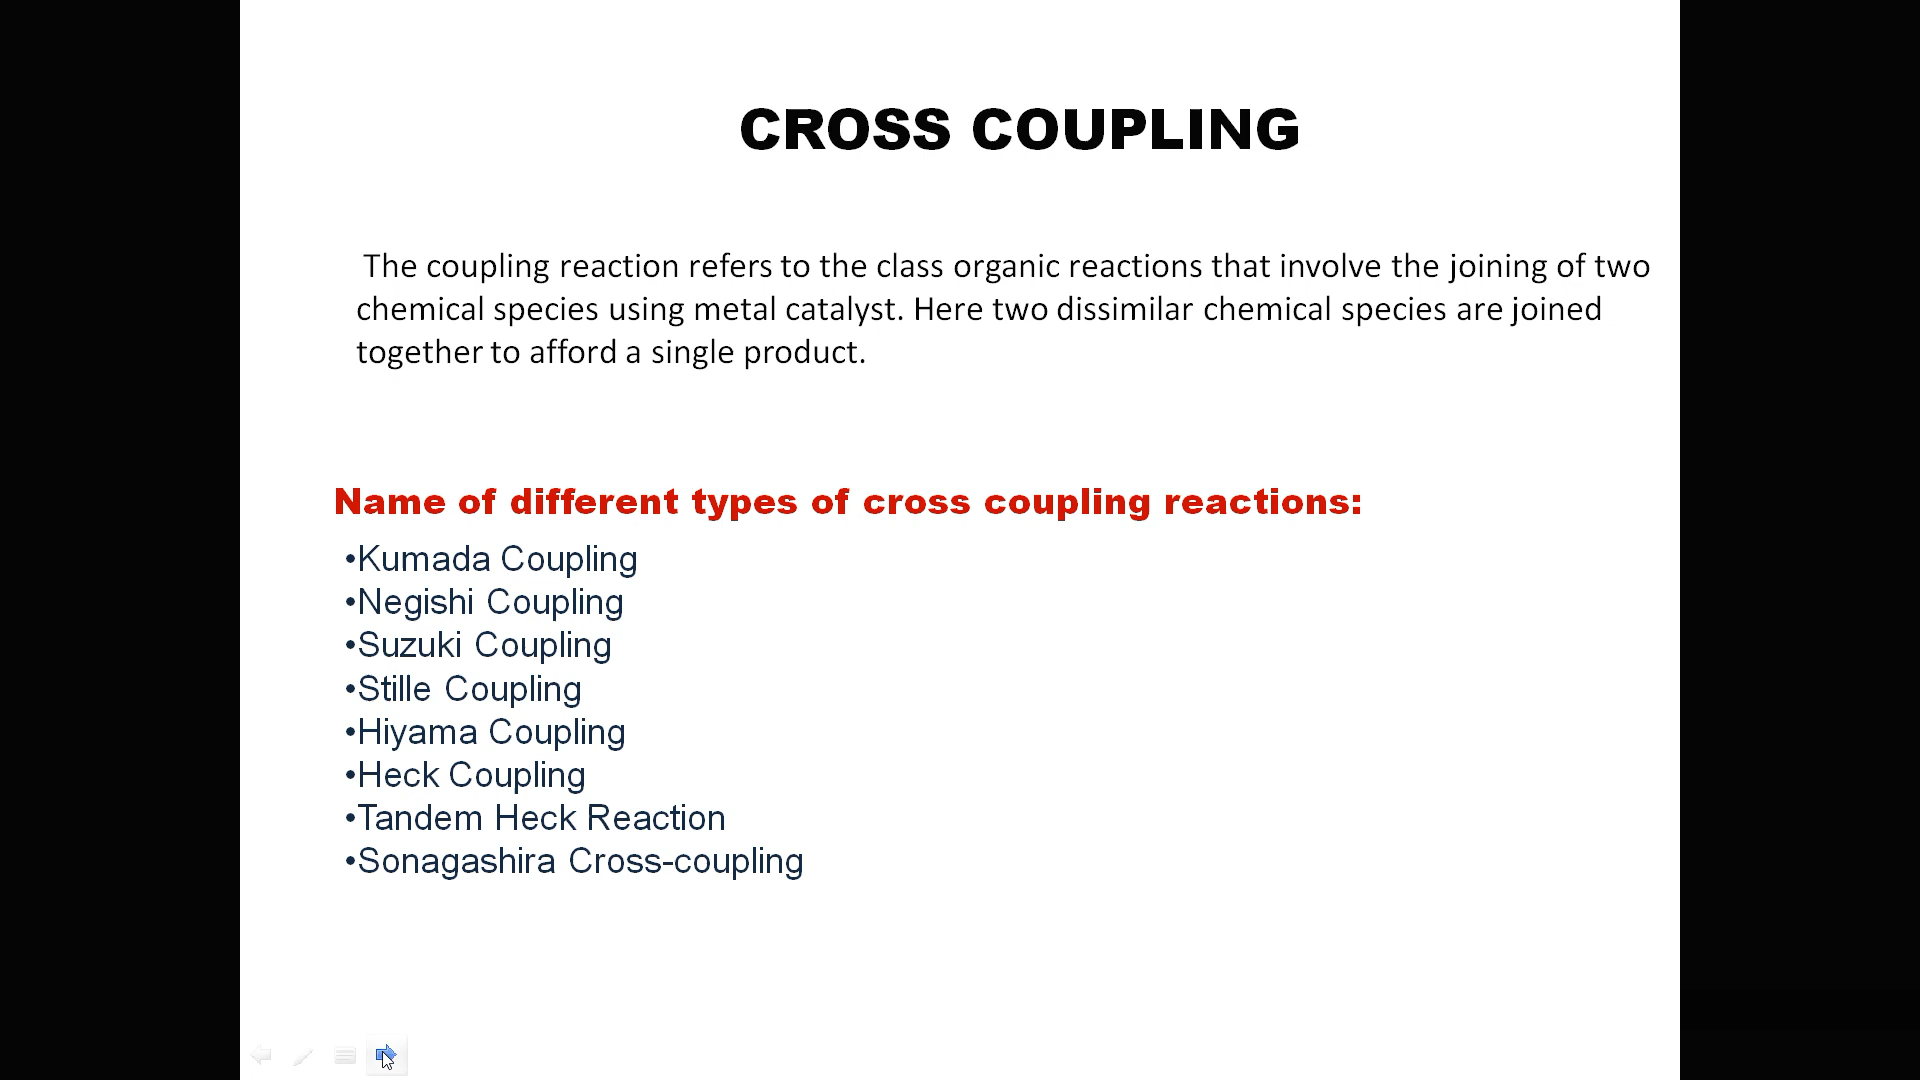 CROSS COUPLING
The coupling reaction refers to the class organic reactions that involve the joining of two
chemical species using metal catalyst. Here two dissimilar chemical species are joined
together to afford a single product.
Name of different types of cross coupling reactions:
•Kumada Coupling
•Negishi Coupling
•Suzuki Coupling
•Stille Coupling
•Hiyama Coupling
•Heck Coupling
•Tandem Heck Reaction
•Sonagashira Cross-coupling